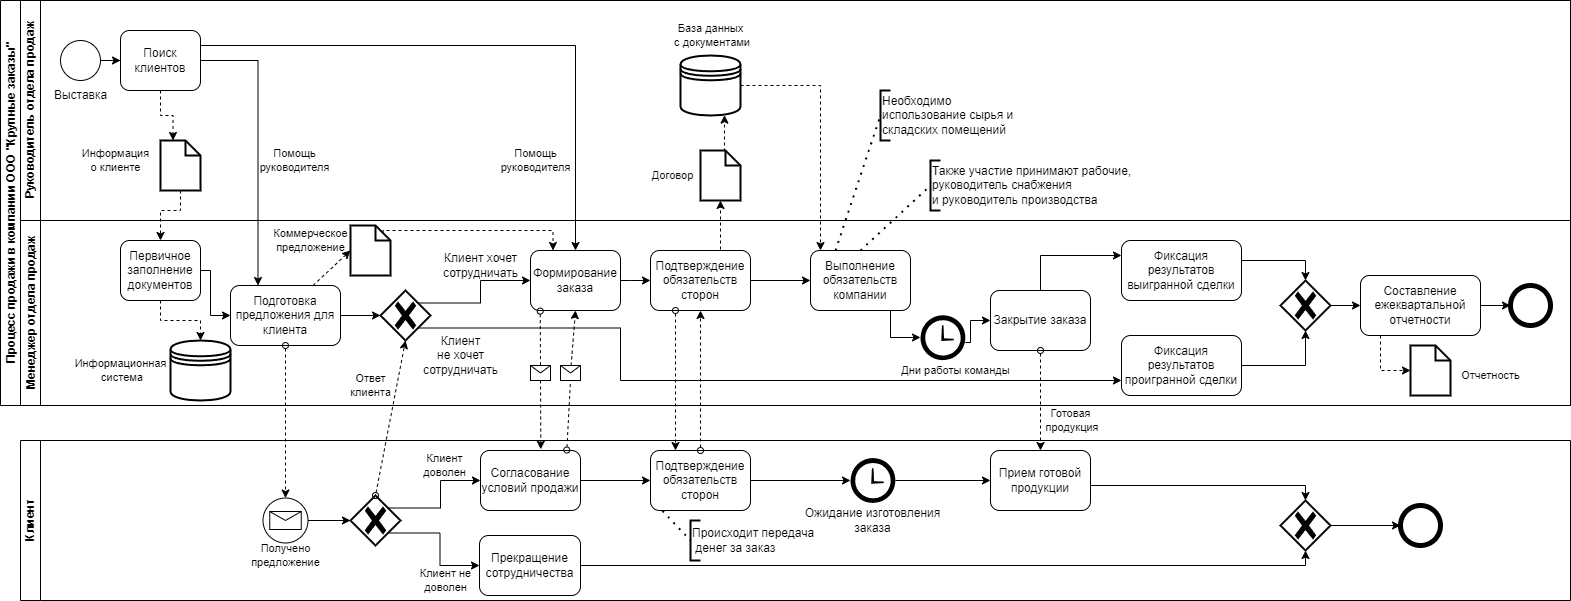 Процесс продажи в компании ООО "Крупные заказы"
Руководитель отдела продаж
Выставка
Поиск
клиентов
Информация
о клиенте
Помощь
руководителя
Помощь
руководителя
База данных
с документами
Договор
Необходимо
использование сырья и
складских помещений
Также участие принимают рабочие,
руководитель снабжения
и руководитель производства
Менеджер отдела продаж
Первичное
заполнение
документов
Информационная
система
Подготовка
предложения для
клиента
Коммерческое
предложение
Клиент хочет
сотрудничать
Клиент
не хочет
сотрудничать
Ответ
клиента
Формирование
заказа
Подтверждение
обязательств
сторон
Выполнение
обязательств
компании
Дни работы команды
Закрытие заказа
Фиксация
результатов
выигранной сделки
Фиксация
результатов
проигранной сделки
Составление
ежеквартальной
отчетности
Отчетность
Готовая
продукции
Клиент
Получено
предложение
Клиент
доволен
Клиент не
доволен
Согласование
условий продажи
Прекращение
сотрудничества
Подтверждение
обязательств
сторон
Происходит передача
денег за заказ
Ожидание изготовления
заказа
Прием готовой
продукции